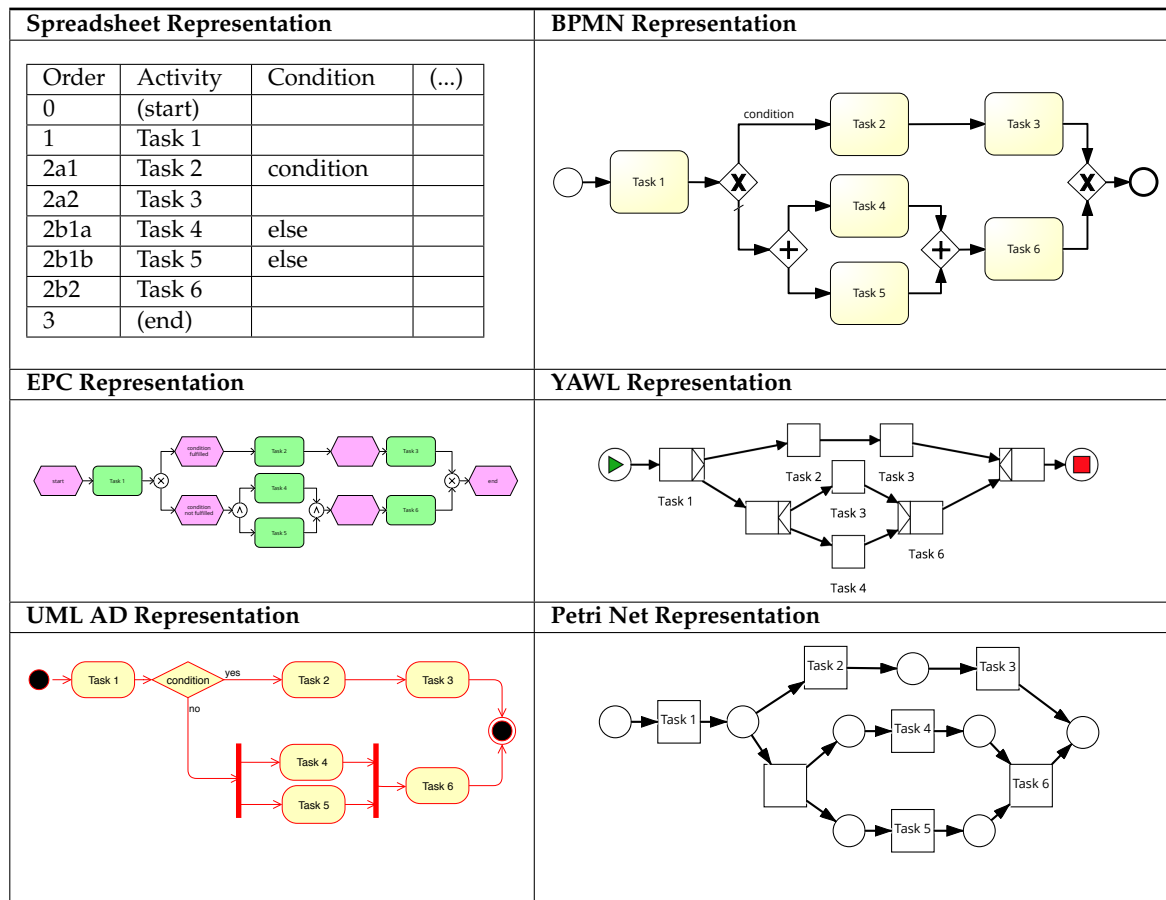 Spreadsheet Representation
BPMN Representation
Order Activity Condition (...)
0 (start)
1 Task 1
2a1 Task 2 condition
2a2 Task 3
2b1a Task 4 else
2b1b Task 5 else
2b2 Task 6
3 (end)
condition
Task 1
Task 2
Task 3
Task 4
Task 5
Task 6
EPC Representation
YAWL Representation
start
Task 1
condition
fulfilled
Task 2
Task 3
condition
not fulfilled
Task 4
Task 5
Task 6
end
Task 1
Task 2
Task 3
Task 3
Task 4
Task 6
UML AD Representation
Petri Net Representation
Task 1
condition
yes
no
Task 2
Task 3
Task 4
Task 5
Task 6
Task 1
Task 2
Task 3
Task 4
Task 5
Task 6